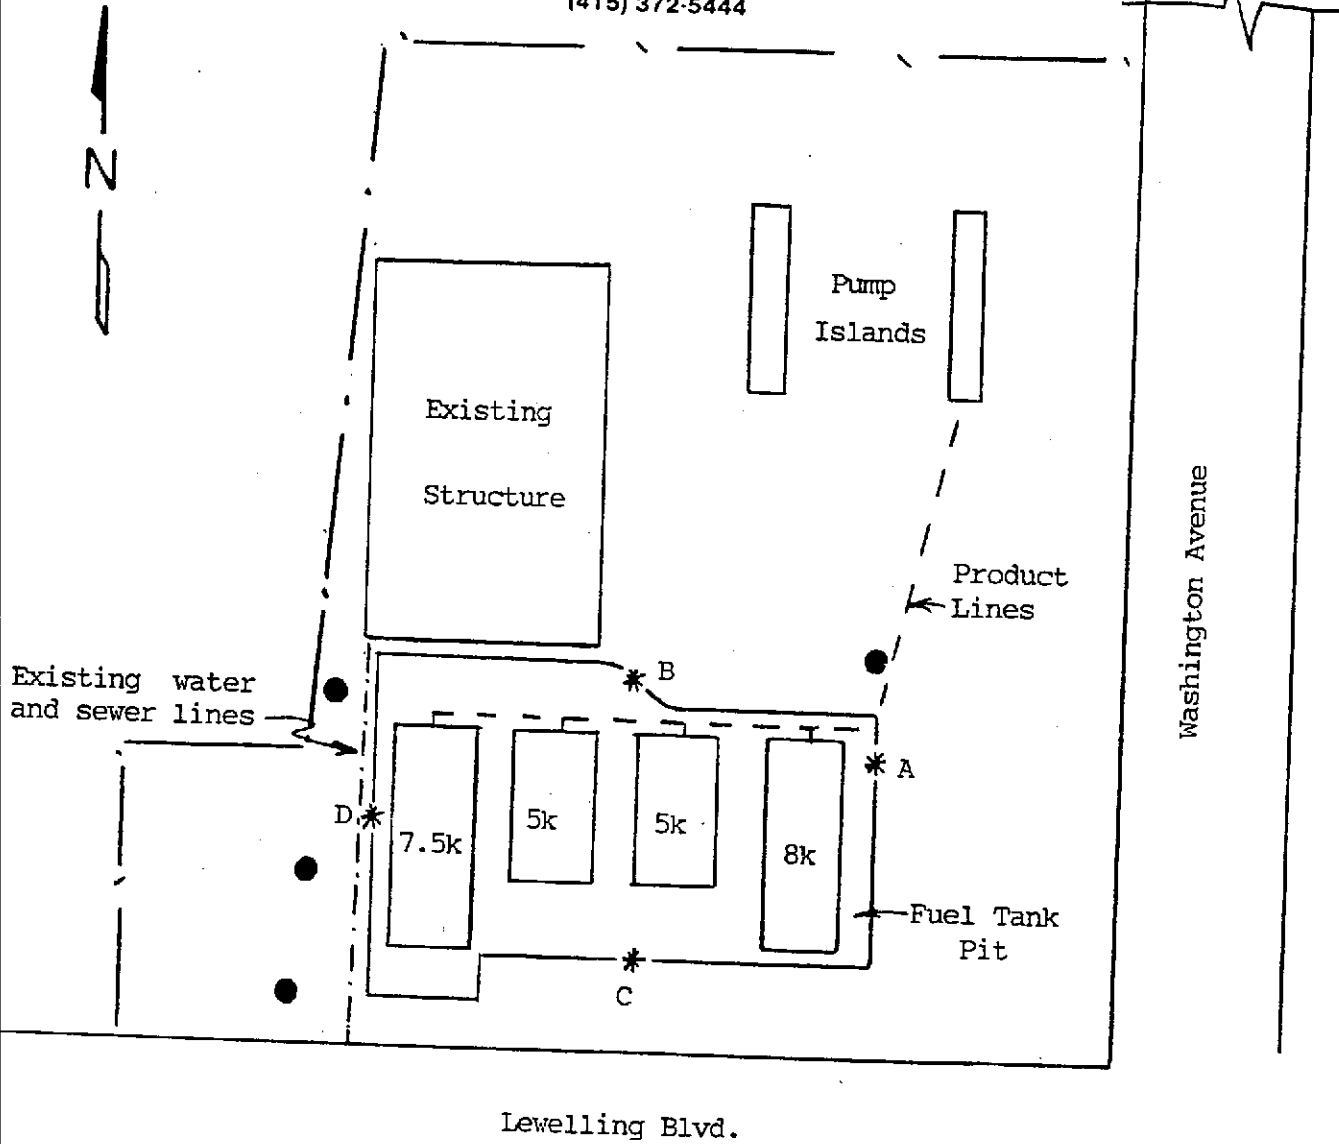 (415) 372-5444
N
Pump
Islands
Existing
Structure
Washington Avenue
Product
Lines
Existing water
and sewer lines
B
A
D
7.5k
5k
5k
8k
Fuel Tank
Pit
C
Lewelling Blvd.